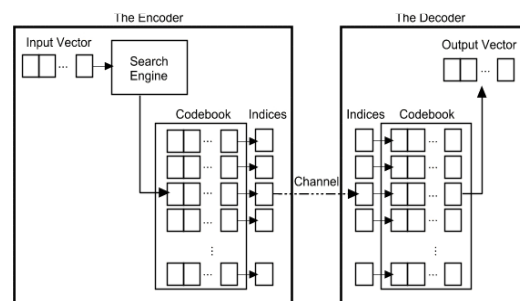 The Encoder
The Decoder
Input Vector
Output Vector
...
...
Search
Engine
Codebook
Indices
Indices
Codebook
...
...
...
...
Channel
...
...
...
...
...
...
...
...